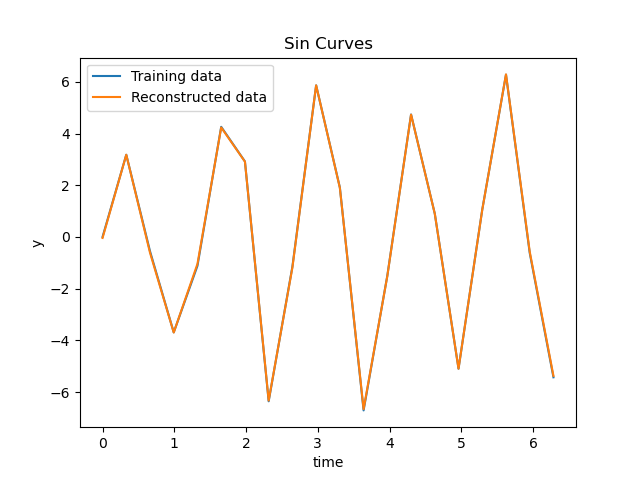 Sin Curves
Training data
Reconstructed data
6
4
2
0
−2
−4
−6
y
0 1 2 3 4 5 6
time